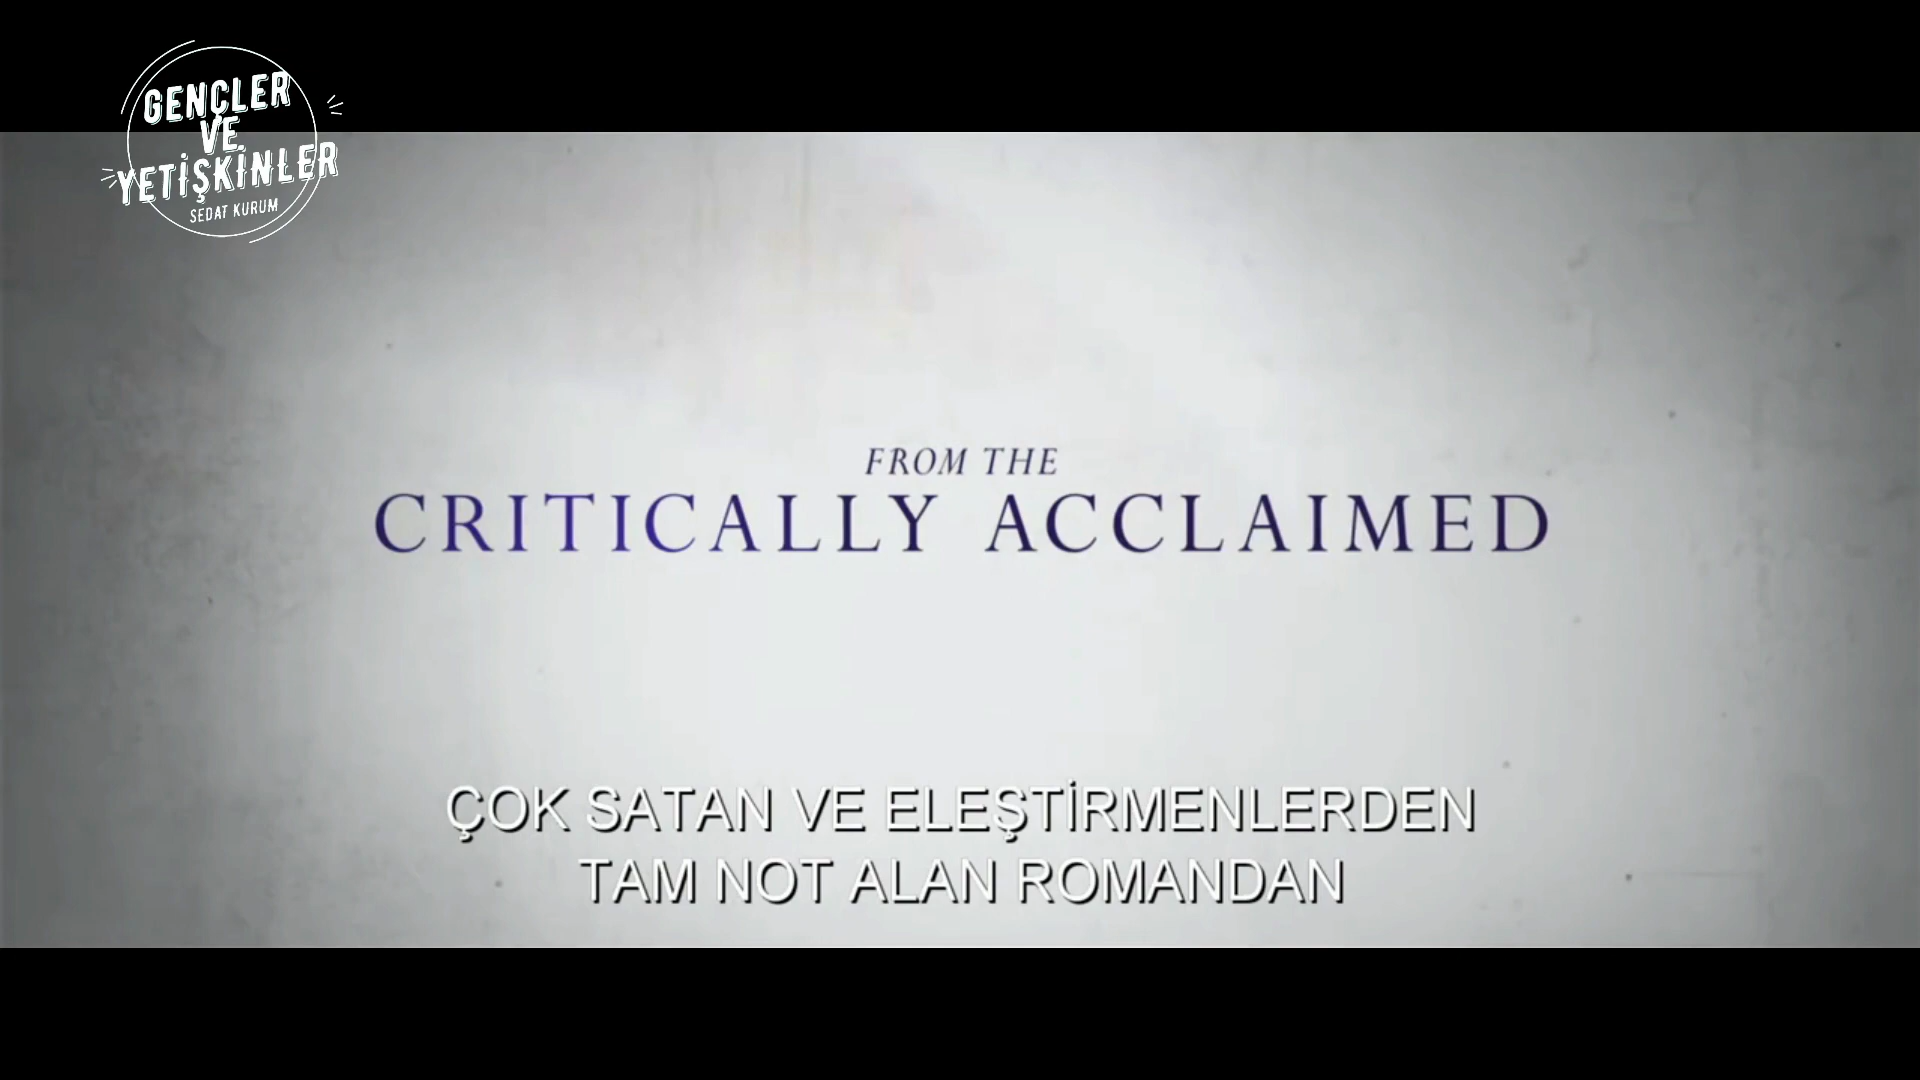 GENÇLER
VE
YETİŞKİNLER
SEDAT KURUM
FROM THE
CRITICALLY ACCLAIMED
ÇOK SATAN VE ELEŞTİRMENLERDEN
TAM NOT ALAN ROMANDAN